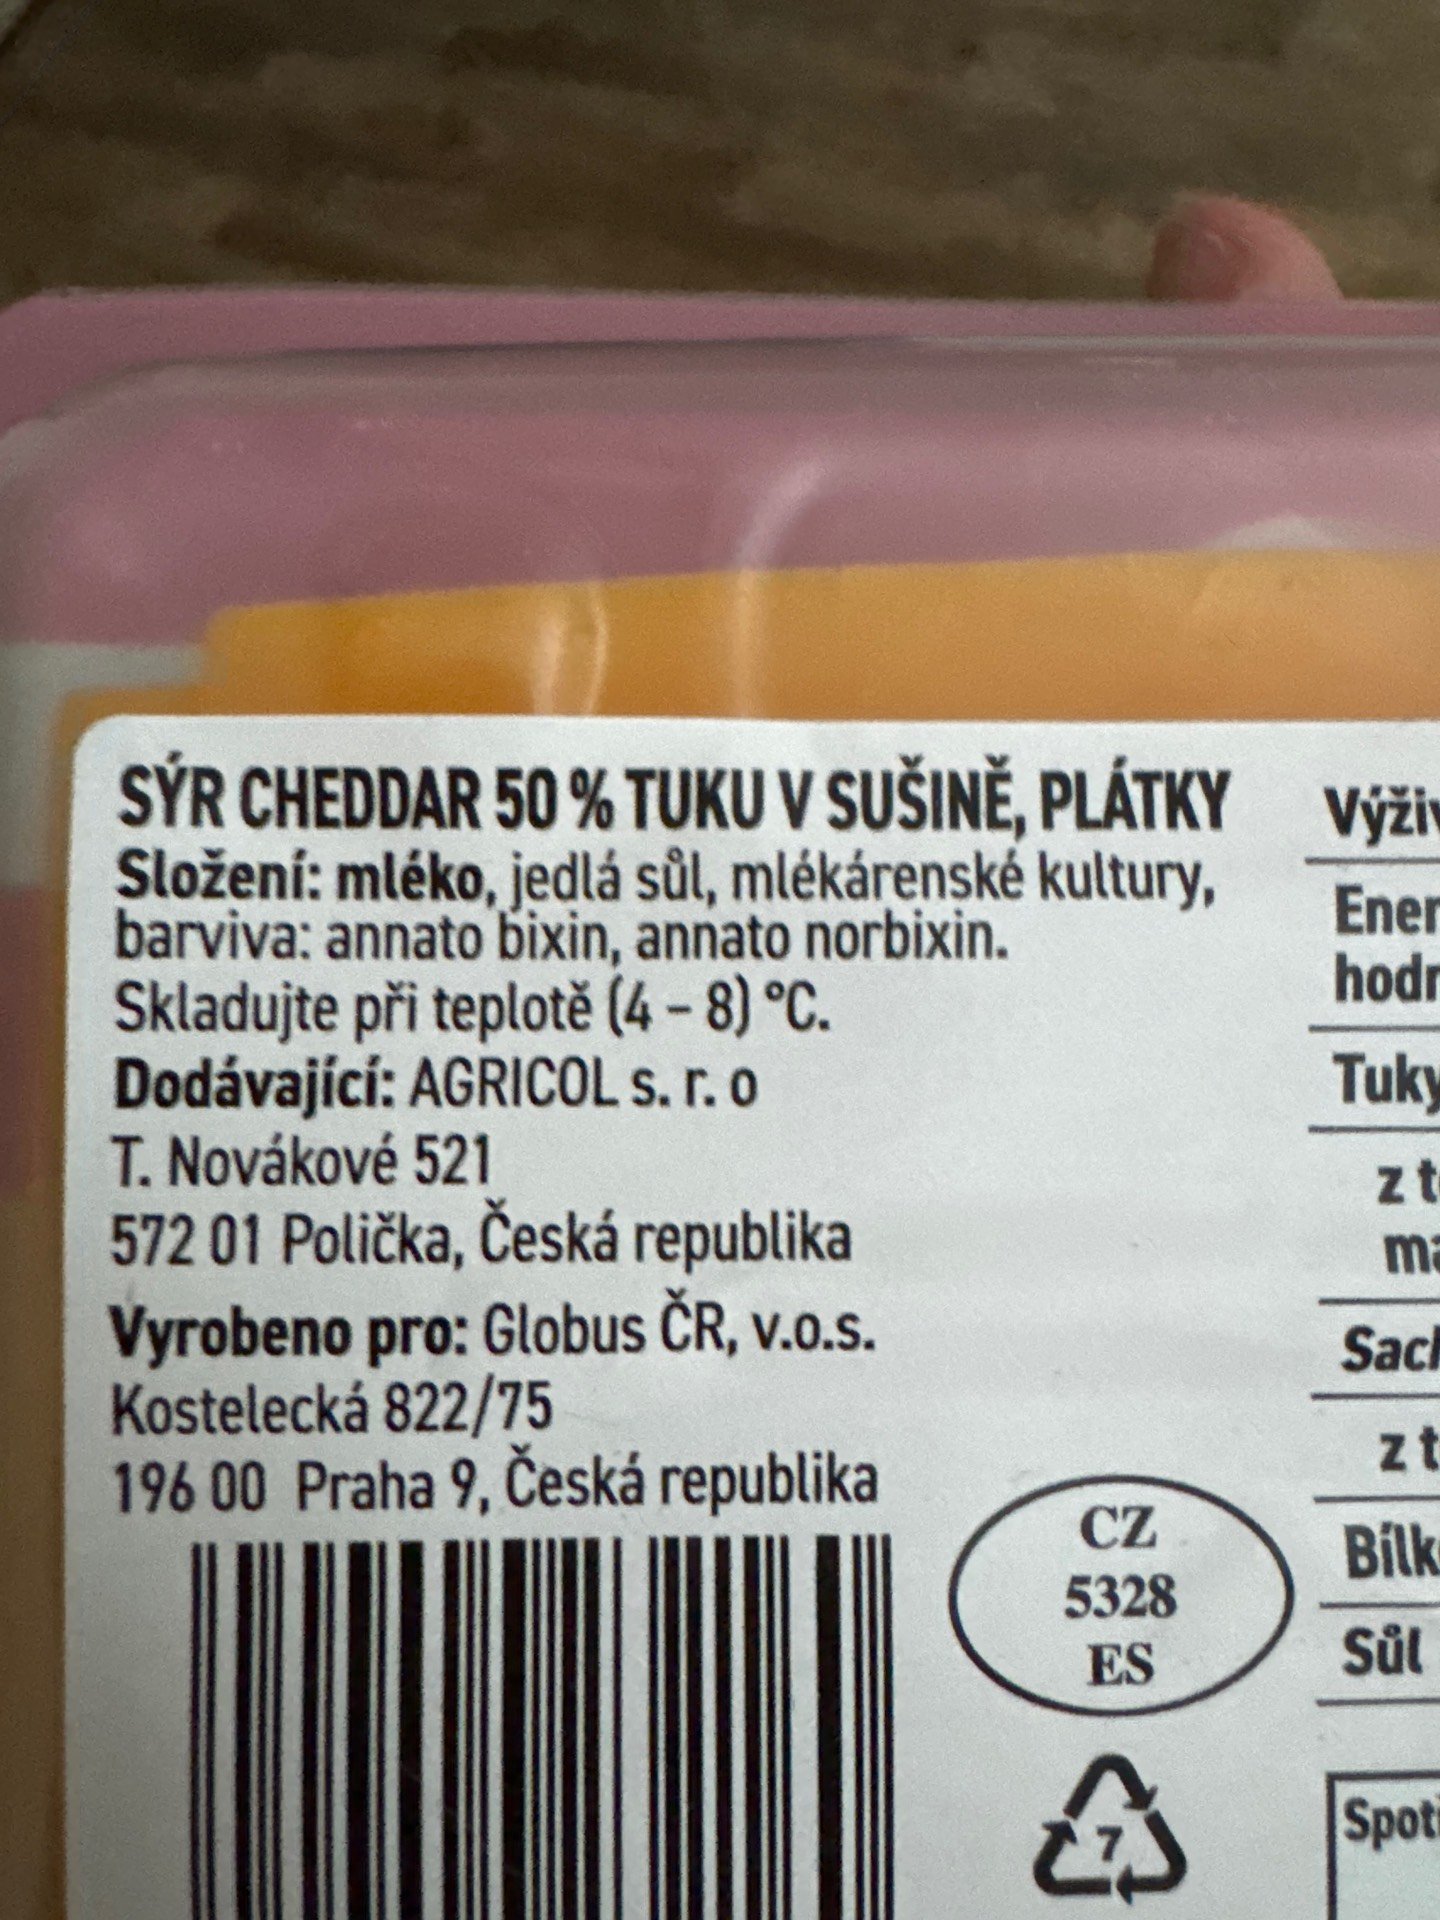 SÝR CHEDDAR 50 % TUKU V SUŠINĚ, PLÁTKY
Složení: mléko, jedlá sůl, mlékárenské kultury,
barviva: annato bixin, annato norbixin.
Skladujte při teplotě (4 – 8) °C.
Dodávající: AGRICOL s. r. o
T. Novákové 521
572 01 Polička, Česká republika
Vyrobeno pro: Globus ČR, v.o.s.
Kostelecká 822/75
196 00 Praha 9, Česká republika
CZ
5328
ES
7
Tuky
Sůl